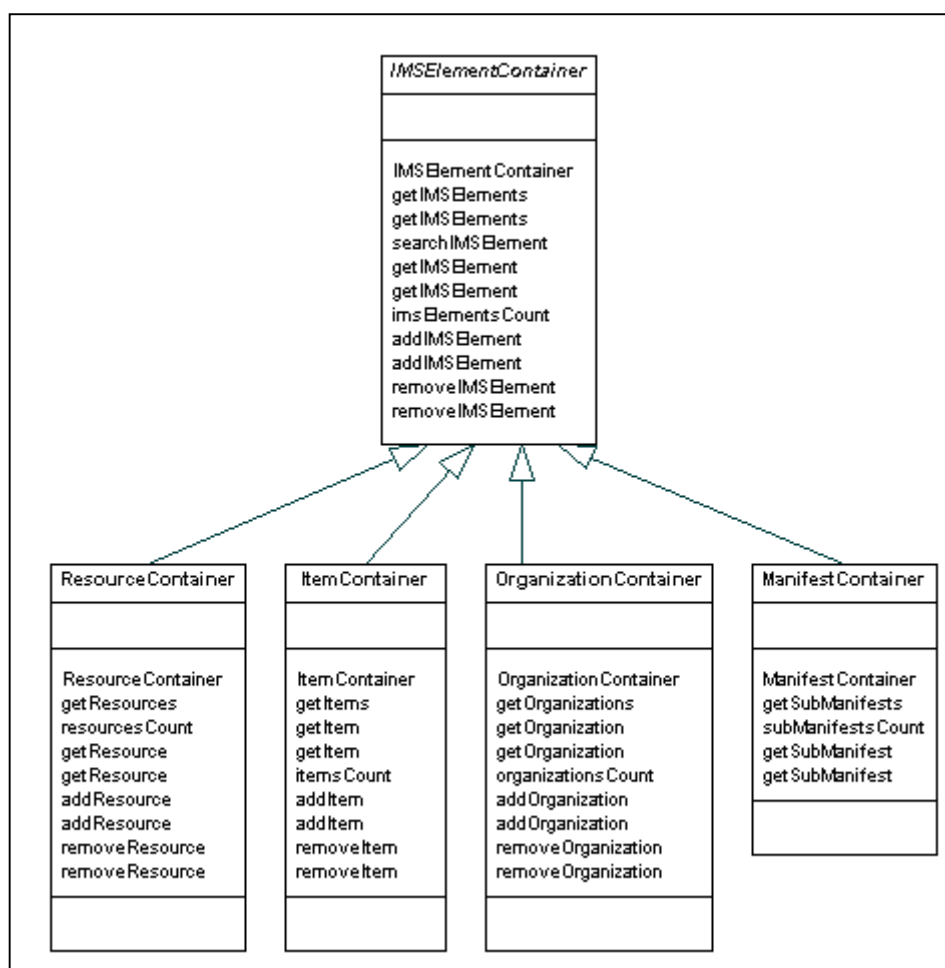 IMSElementContainer
IMSElementContainer
getIMSElements
getIMSElements
searchIMSElement
getIMSElement
getIMSElement
imsElementsCount
addIMSElement
addIMSElement
removeIMSElement
removeIMSElement
ResourceContainer
ResourceContainer
getResources
resourcesCount
getResource
getResource
addResource
addResource
removeResource
removeResource
ItemContainer
ItemContainer
getItems
getItem
getItem
itemsCount
addItem
addItem
removeItem
removeItem
OrganizationContainer
OrganizationContainer
getOrganizations
getOrganization
getOrganization
organizationsCount
addOrganization
addOrganization
removeOrganization
removeOrganization
ManifestContainer
ManifestContainer
getSubManifests
subManifestsCount
getSubManifest
getSubManifest